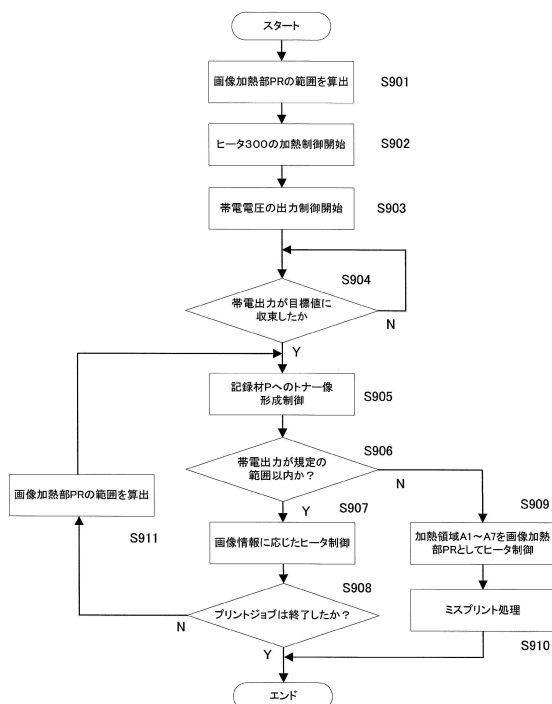 スタート
画像加熱部PRの範囲を算出
S901
ヒータ300の加熱制御開始
S902
帯電電圧の出力制御開始
S903
S904
帯電出力が目標値に
収束したか
N
Y
記録材Pへのトナー像
形成制御
S905
S906
帯電出力が規定の
範囲以内か?
N
Y
画像加熱部PRの範囲を算出
S911
S907
画像情報に応じたヒータ制御
S909
加熱領域A1~A7を画像加熱
部PRとしてヒータ制御
S908
プリントジョブは終了したか?
N
Y
ミスプリント処理
S910
エンド